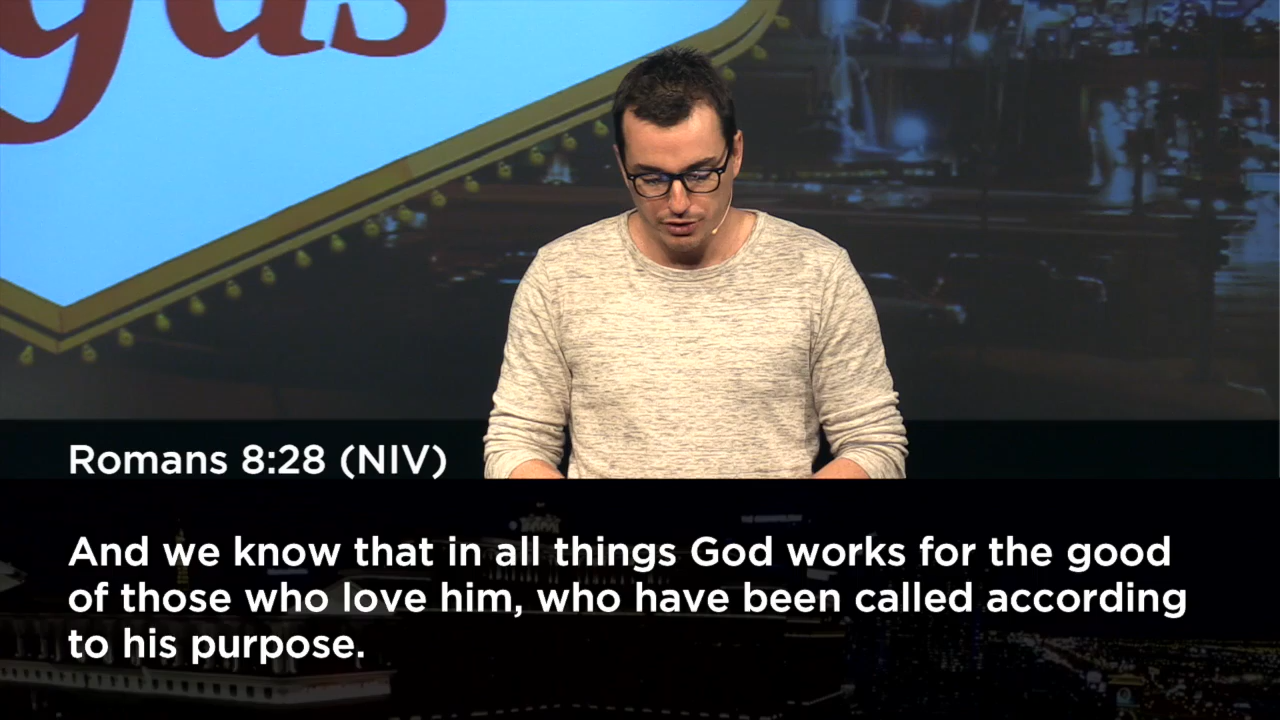 gas
Romans 8:28 (NIV)
And we know that in all things God works for the good
of those who love him, who have been called according
to his purpose.